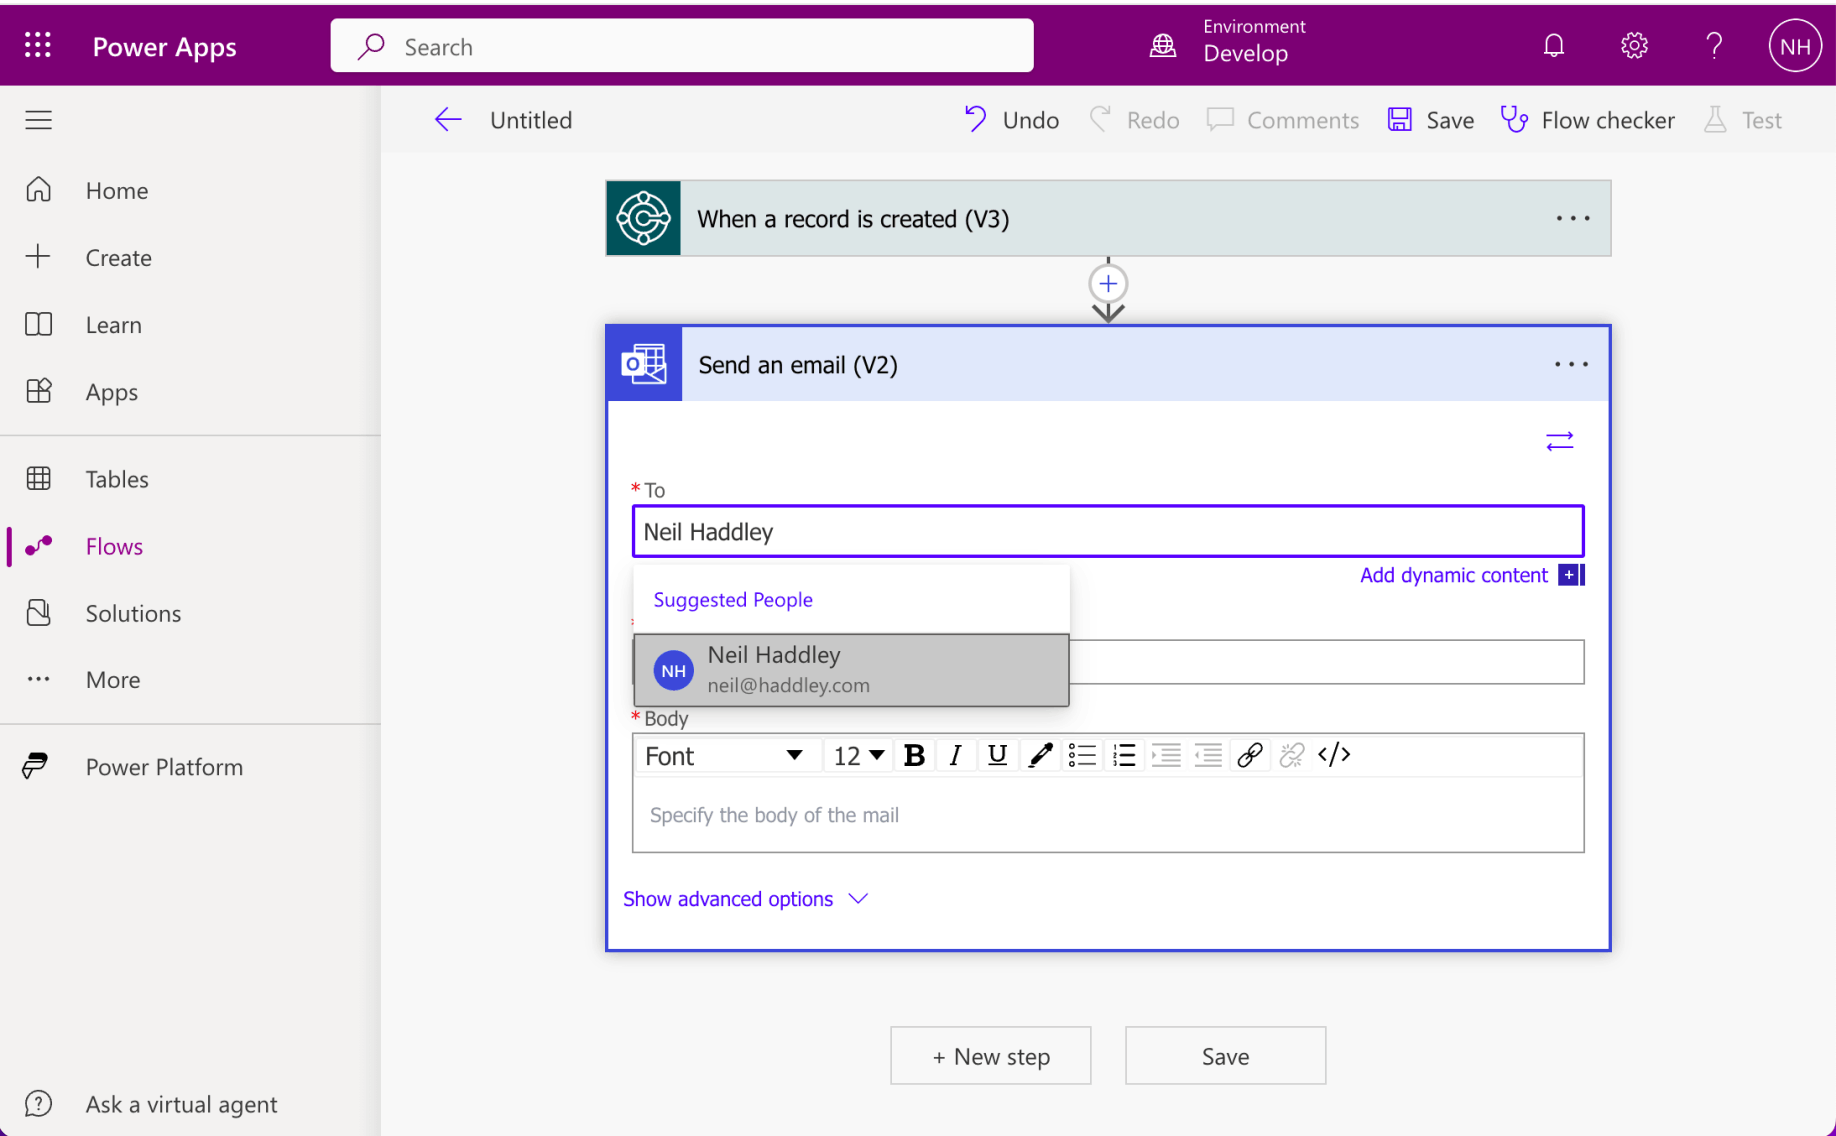 Power Apps
Search
Environment
Develop
NH
Untitled
Undo
Redo
Comments
Save
Flow checker
Test
Home
Create
Learn
Apps
Tables
Flows
Solutions
More
Power Platform
Ask a virtual agent
When a record is created (V3)
Send an email (V2)
* To
Neil Haddley
Add dynamic content
Suggested People
NH
Neil Haddley
neil@haddley.com
* Body
Font
12
B I U </>
Specify the body of the mail
Show advanced options
+ New step
Save